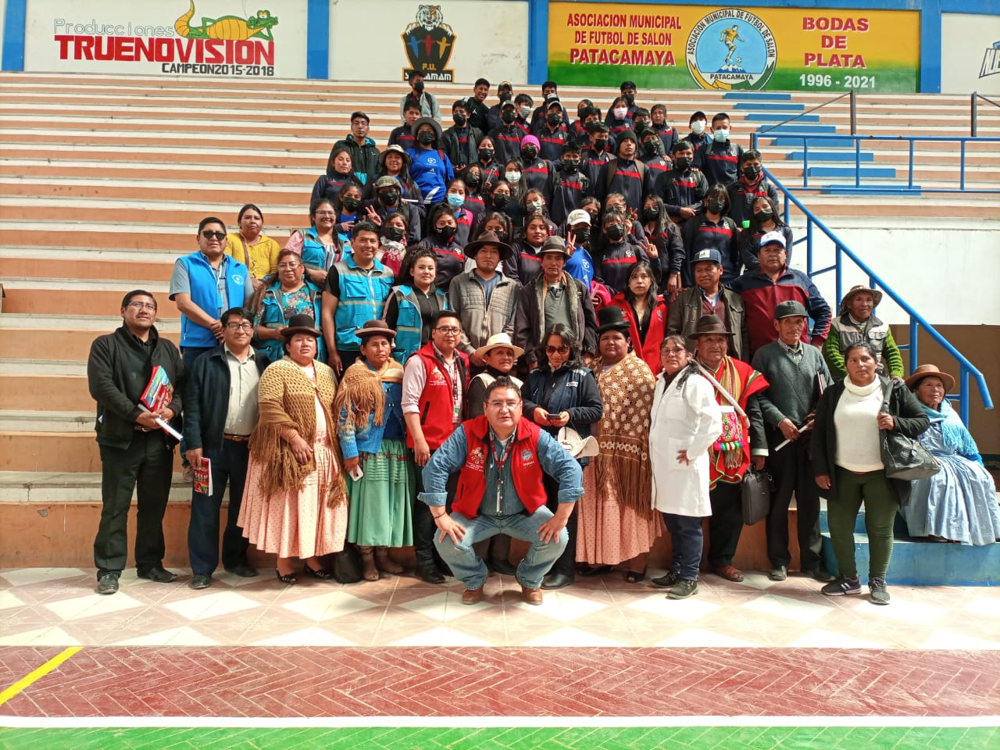 Producciones
TRUENOVISION
CAMPEON2015-2018
P.U.
ASOCIACION MUNICIPAL
DE FUTBOL DE SALON
PATACAMAYA
ASOCIACION MUNICIPAL DE FUTBOL DE SALON
PATACAMAYA
BODAS
DE
PLATA
1996 - 2021